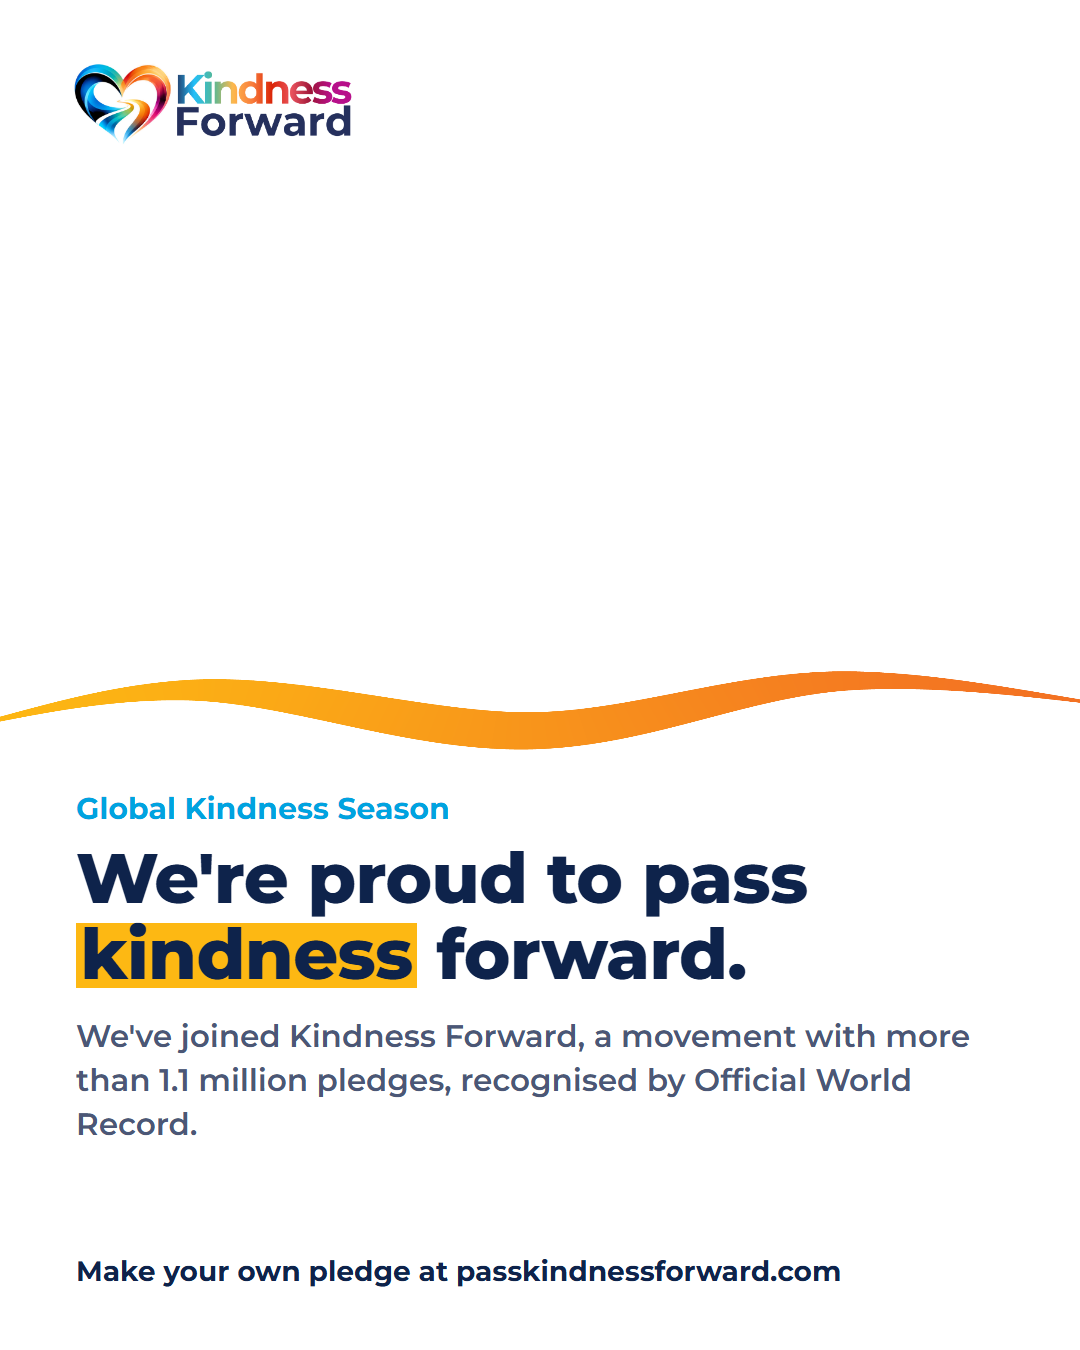 Kindness
Forward
Global Kindness Season
We're proud to pass
kindness forward.
We've joined Kindness Forward, a movement with more
than 1.1 million pledges, recognised by Official World
Record.
Make your own pledge at passkindnessforward.com